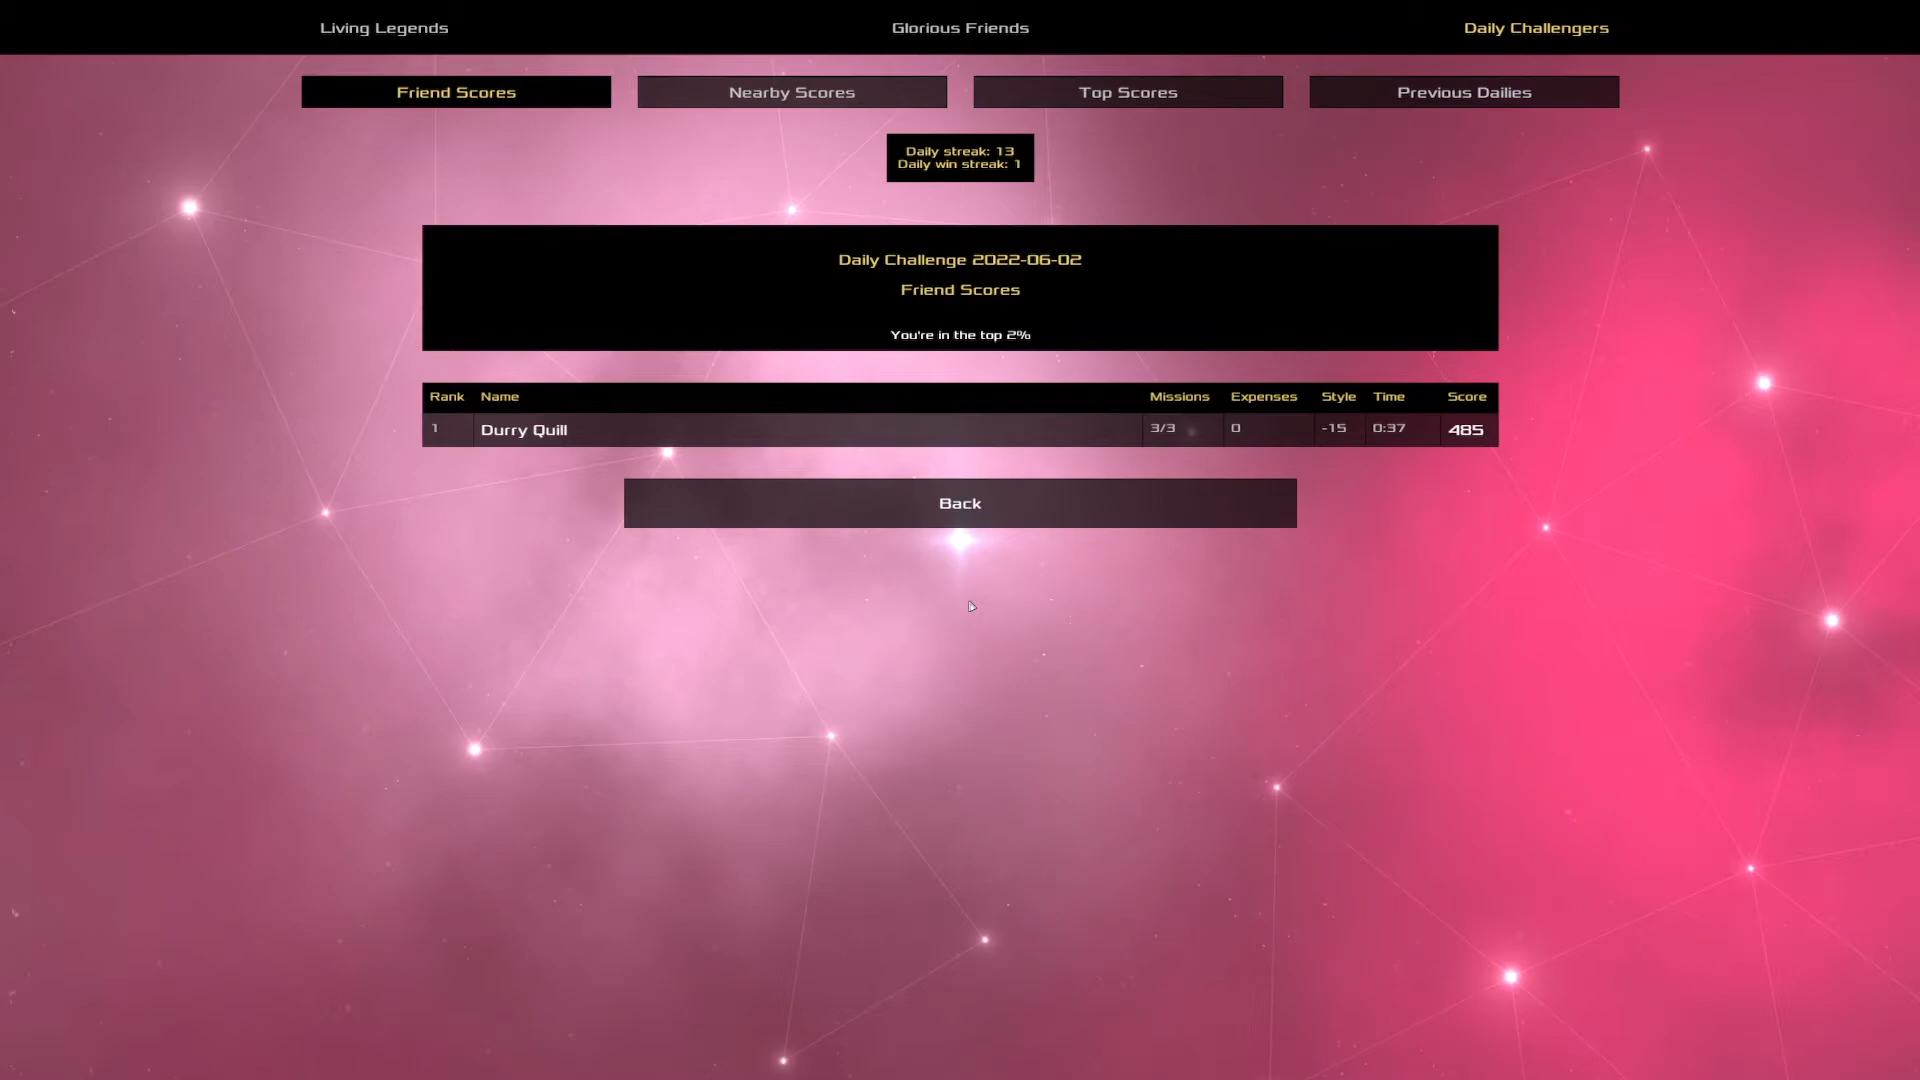 Living Legends
Glorious Friends
Daily Challengers
Friend Scores
Nearby Scores
Top Scores
Previous Dailies
Daily streak: 13
Daily win streak: 1
Daily Challenge 2022-06-02
Friend Scores
You're in the top 2%
Rank Name Missions Expenses Style Time Score
1 Durry Quill 3/3 0 -15 0:37 485
Back